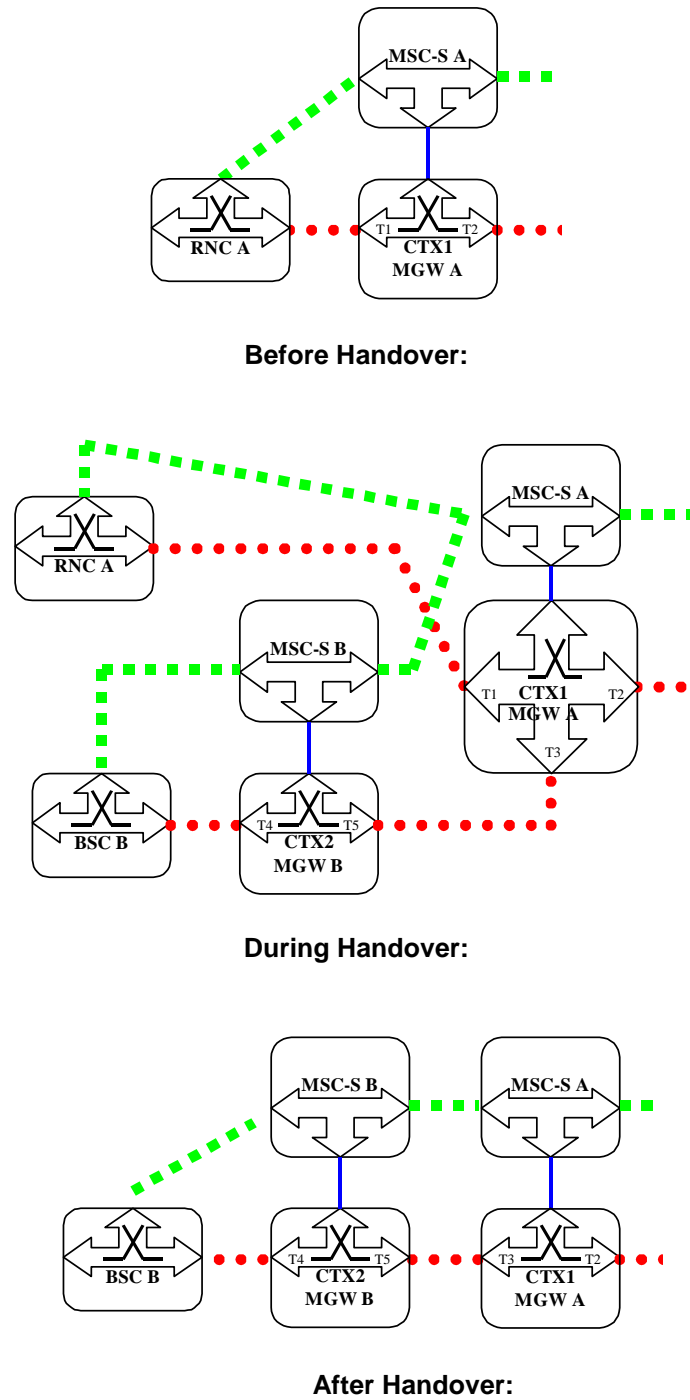 MSC-S A
RNC A
T1
T2
CTX1
MGW A
Before Handover:
MSC-S A
RNC A
MSC-S B
T1
CTX1
T2
MGW A
T3
BSC B
T4
T5
CTX2
MGW B
During Handover:
MSC-S B
MSC-S A
BSC B
T4
T5
CTX2
MGW B
T3
T2
CTX1
MGW A
After Handover: